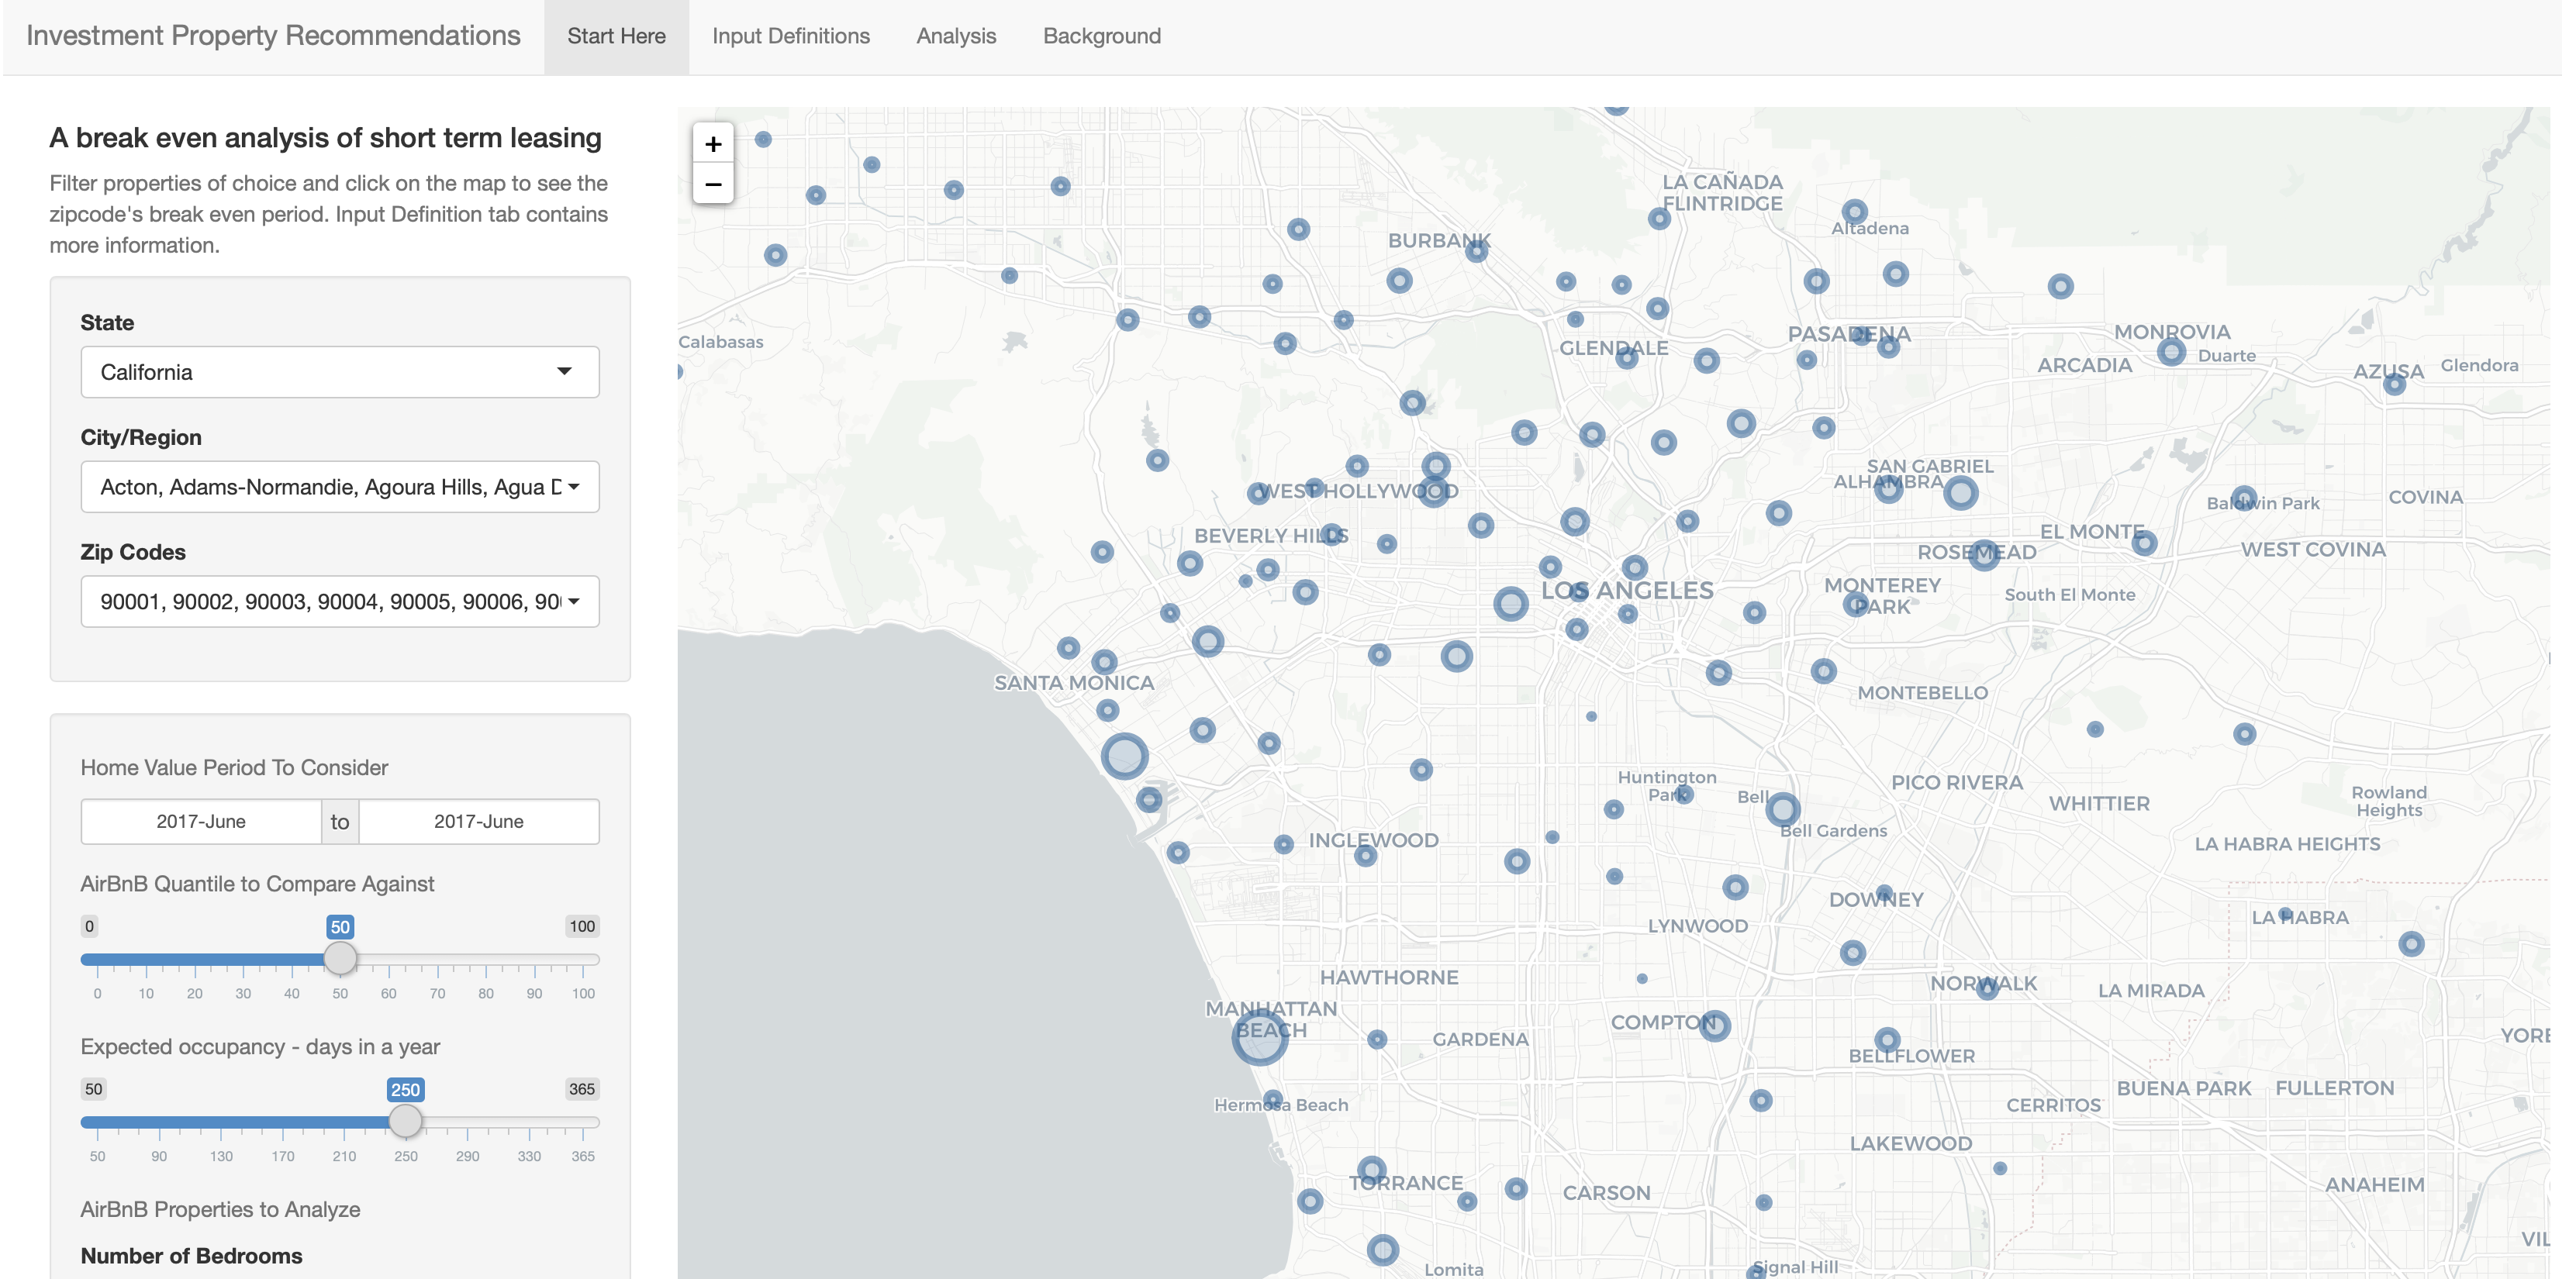 Investment Property Recommendations
Start Here
Input Definitions
Analysis
Background
A break even analysis of short term leasing
Filter properties of choice and click on the map to see the
zipcode's break even period. Input Definition tab contains
more information.
State
California
City/Region
Acton, Adams-Normandie, Agoura Hills, Agua D
Zip Codes
90001, 90002, 90003, 90004, 90005, 90006, 90
Home Value Period To Consider
2017-June to 2017-June
AirBnB Quantile to Compare Against
0 50 100
0 10 20 30 40 50 60 70 80 90 100
Expected occupancy - days in a year
50 250 365
50 90 130 170 210 250 290 330 365
AirBnB Properties to Analyze
Number of Bedrooms
+
−
LA CAÑADA
FLINTRIDGE
Altadena
BURBANK
Calabasas
GLENDALE
PASADENA
MONROVIA
ARCADIA
Duarte
AZUSA
Glendora
WEST HOLLYWOOD
SAN GABRIEL
ALHAMBRA
Baldwin Park
COVINA
BEVERLY HILLS
EL MONTE
ROSEMEAD
WEST COVINA
LOS ANGELES
MONTEREY
PARK
South El Monte
SANTA MONICA
MONTEBELLO
Huntington
Park
Bell
PICO RIVERA
WHITTIER
Rowland
Heights
Bell Gardens
INGLEWOOD
LA HABRA HEIGHTS
DOWNEY
LYNWOOD
LA HABRA
HAWTHORNE
NORWALK
LA MIRADA
MANHATTAN
BEACH
COMPTON
GARDENA
YORB
BELLFLOWER
BUENA PARK
FULLERTON
Hermosa Beach
CERRITOS
LAKEWOOD
TORRANCE
CARSON
ANAHEIM
VIL
Signal Hill
Lomita